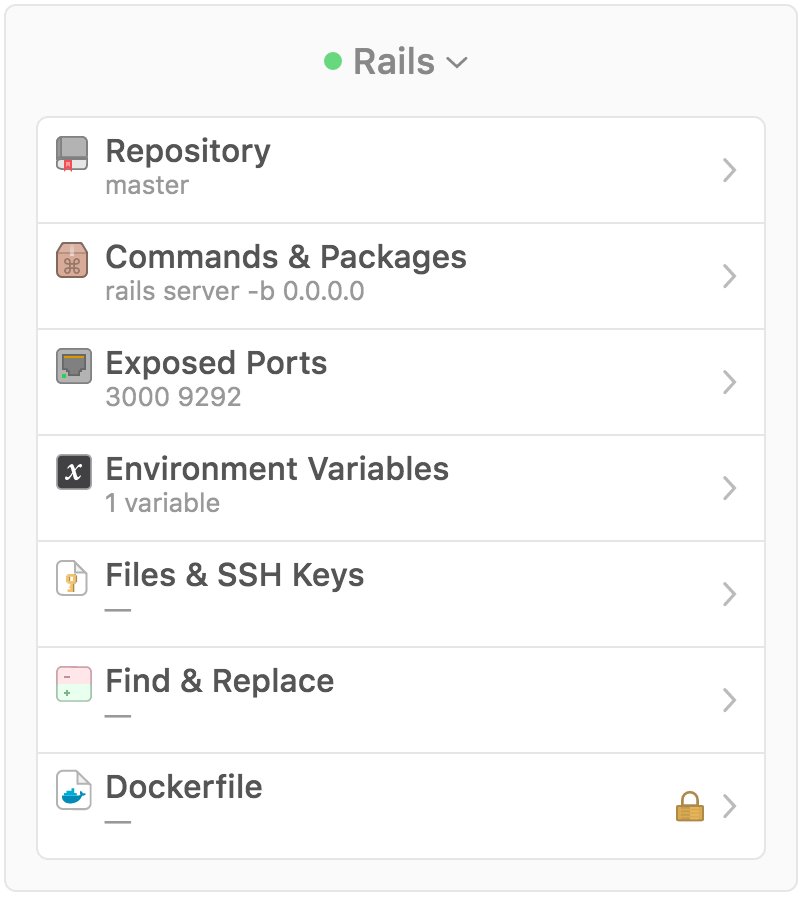 Rails
Repository
master
Commands & Packages
rails server -b 0.0.0.0
Exposed Ports
3000 9292
x
Environment Variables
1 variable
Files & SSH Keys
—
Find & Replace
—
Dockerfile
—